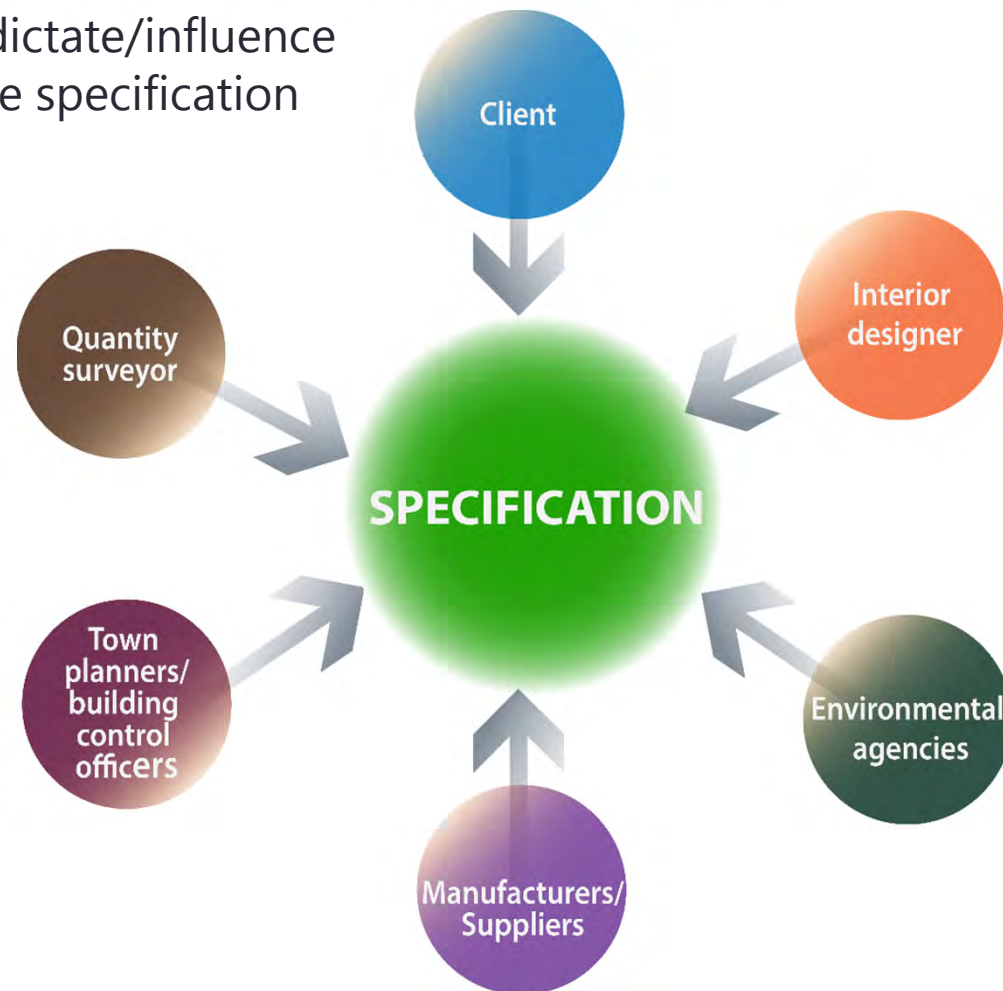 dictate/influence
e specification
Client
Interior
designer
Quantity
surveyor
SPECIFICATION
Town
planners/
building
control
officers
Environmental
agencies
Manufacturers/
Suppliers